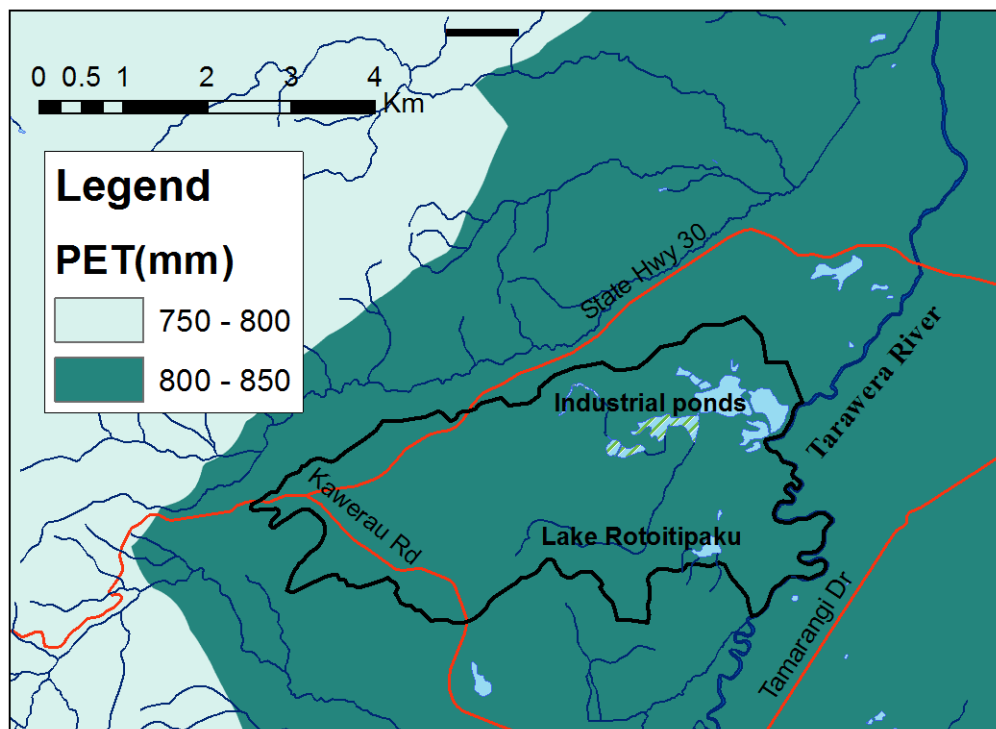 0 0.5 1 2 3 4
Km
Legend
PET(mm)
750 - 800
800 - 850
State Hwy 30
Tarawera River
Industrial ponds
Kawerau Rd
Lake Rotoitipaku
Tamarangi Dr